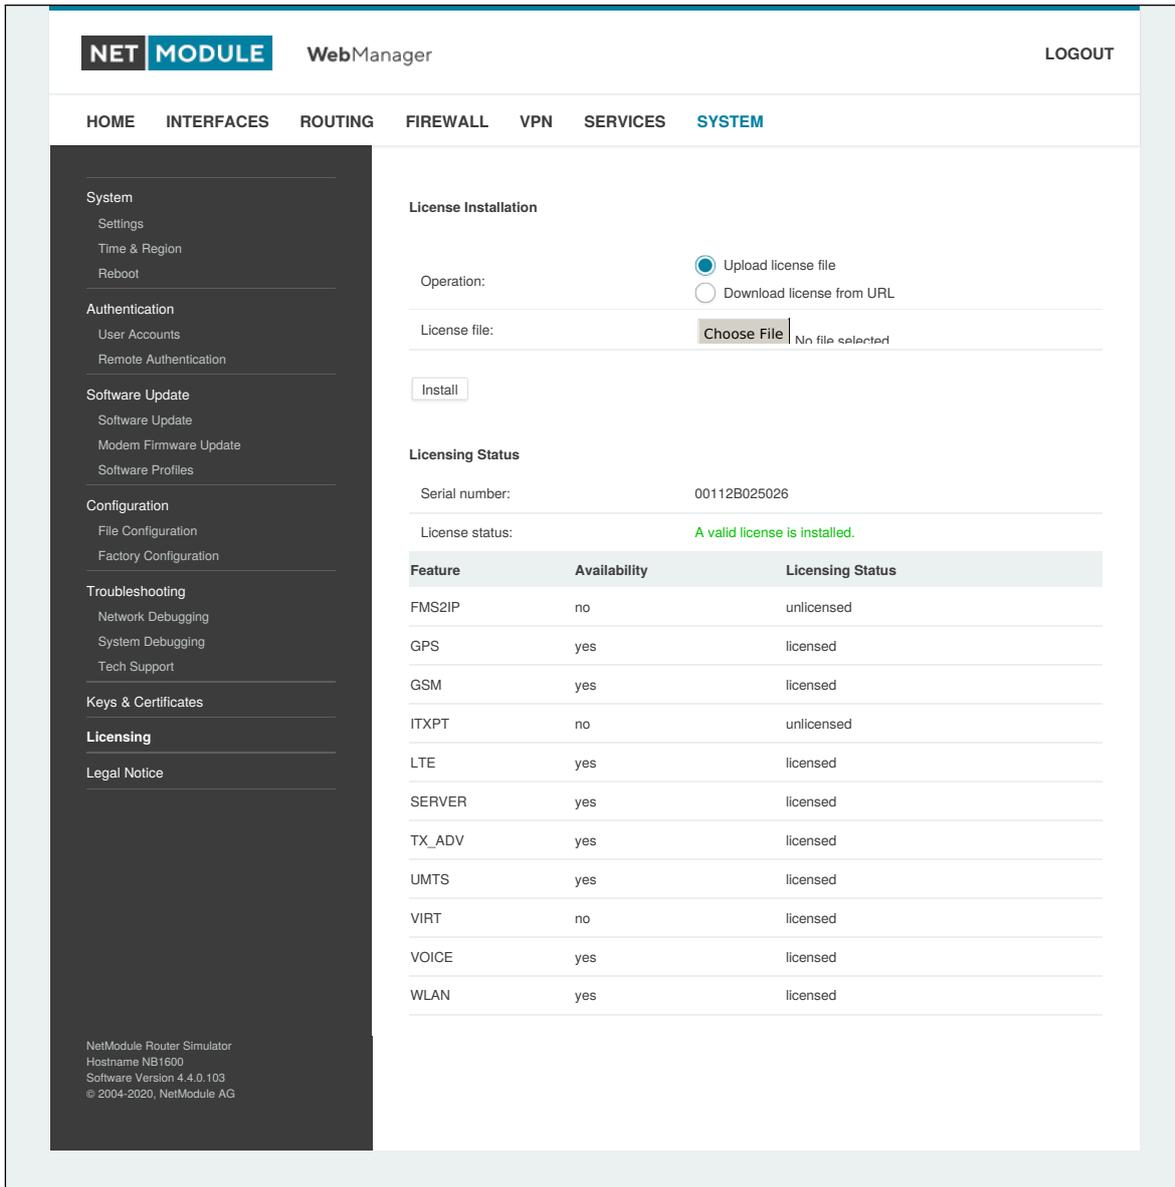 NET MODULE WebManager LOGOUT
HOME INTERFACES ROUTING FIREWALL VPN SERVICES SYSTEM
System
Settings
Time & Region
Reboot
Authentication
User Accounts
Remote Authentication
Software Update
Software Update
Modem Firmware Update
Software Profiles
Configuration
File Configuration
Factory Configuration
Troubleshooting
Network Debugging
System Debugging
Tech Support
Keys & Certificates
Licensing
Legal Notice
NetModule Router Simulator
Hostname NB1600
Software Version 4.4.0.103
© 2004-2020, NetModule AG
License Installation
Operation: Upload license file
Download license from URL
License file: Choose File No file selected
Install
Licensing Status
Serial number: 00112B025026
License status: A valid license is installed.
Feature Availability Licensing Status
FMS2IP no unlicensed
GPS yes licensed
GSM yes licensed
ITXPT no unlicensed
LTE yes licensed
SERVER yes licensed
TX_ADV yes licensed
UMTS yes licensed
VIRT no licensed
VOICE yes licensed
WLAN yes licensed